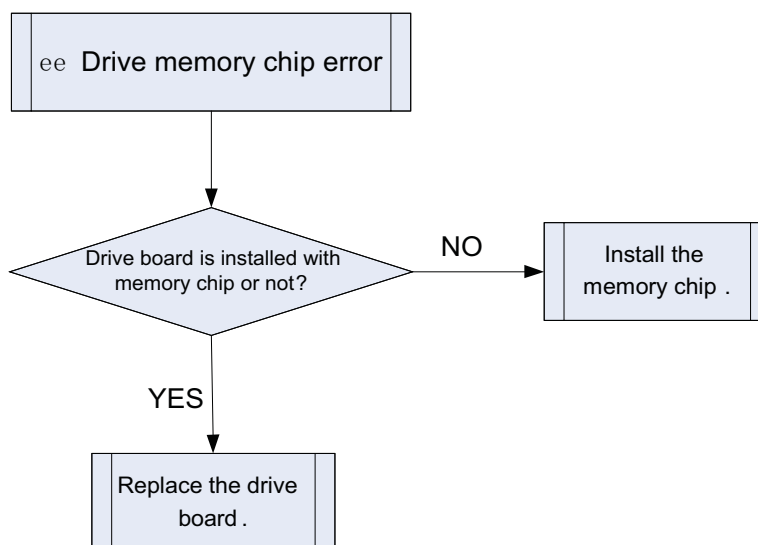 ee Drive memory chip error
Drive board is installed with
memory chip or not?
NO
Install the
memory chip .
YES
Replace the drive
board .